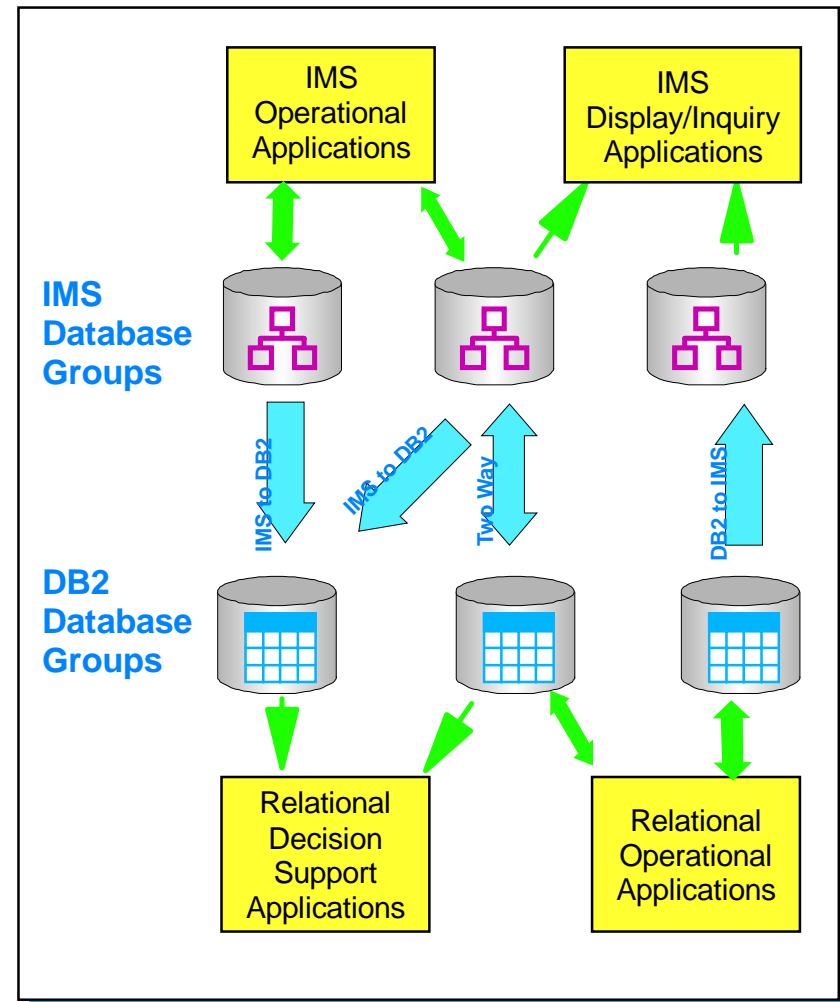 IMS
Operational
Applications
IMS
Display/Inquiry
Applications
IMS
Database
Groups
IMS to DB2
IMS to DB2
Two Way
DB2 to IMS
DB2
Database
Groups
Relational
Decision
Support
Applications
Relational
Operational
Applications